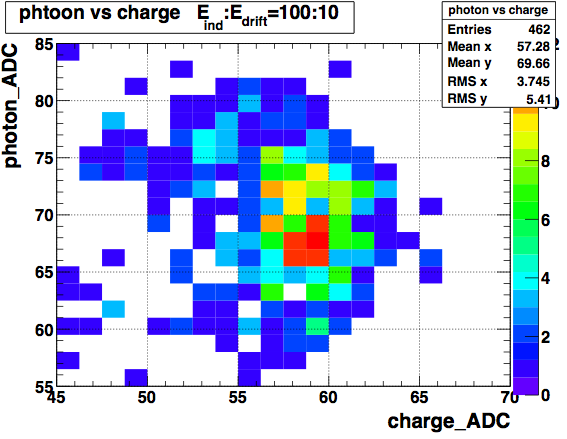 phtoon vs charge E_ind:E_drift=100:10
photon vs charge
Entries 462
Mean x 57.28
Mean y 69.66
RMS x 3.745
RMS y 5.41
photon_ADC
85
80
75
70
65
60
55
45 50 55 60 65 70
charge_ADC
2
0
8
6
4
2
0